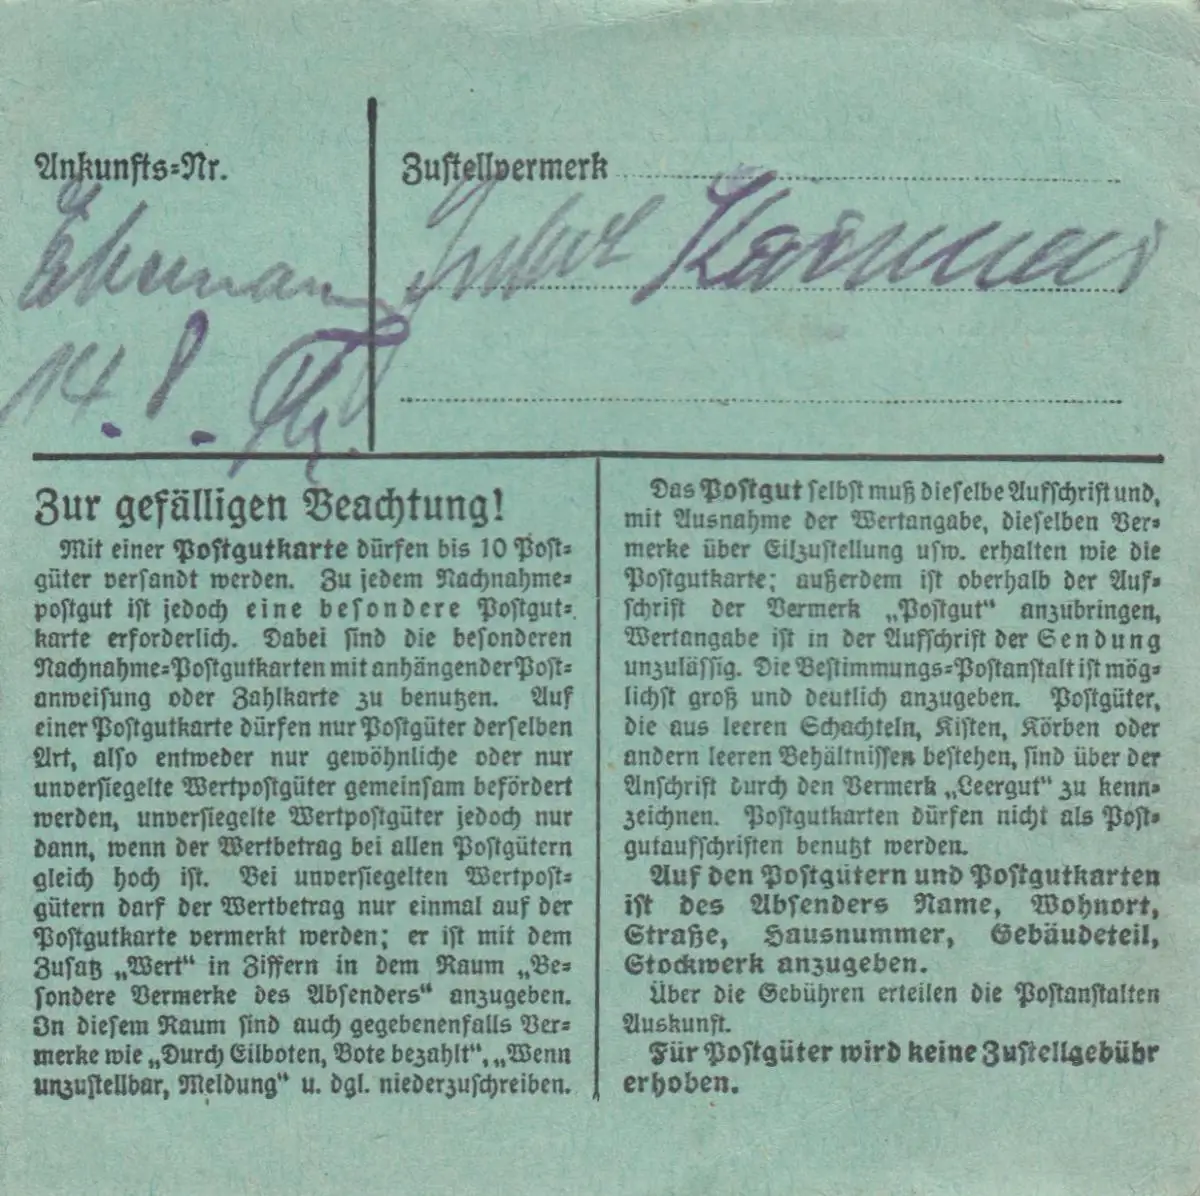 Ankunfts-Nr.
Zustellvermerk
Ehemann
14. 8.
Zur gefälligen Beachtung!
Mit einer Postgutkarte dürfen bis 10 Post-
güter versandt werden. Zu jedem Nachnahme-
postgut ist jedoch eine besondere Postgut-
karte erforderlich. Dabei sind die besonderen
Nachnahme-Postgutkarten mit anhängender Post-
anweisung oder Zahlkarte zu benutzen. Auf
einer Postgutkarte dürfen nur Postgüter derselben
Art, also entweder nur gewöhnliche oder nur
unversiegelte Wertpostgüter gemeinsam befördert
werden, unversiegelte Wertpostgüter jedoch nur
dann, wenn der Wertbetrag bei allen Postgütern
gleich hoch ist. Bei unversiegelten Wertpost-
gütern darf der Wertbetrag nur einmal auf der
Postgutkarte vermerkt werden; er ist mit dem
Zusatz „Wert“ in Ziffern in dem Raum „Be-
sondere Vermerke des Absenders“ anzugeben.
In diesem Raum sind auch gegebenenfalls Ver-
merke wie „Durch Eilboten, Bote bezahlt“, „Wenn
unzustellbar, Meldung“ u. dgl. niederzuschreiben.
Das Postgut selbst muß dieselbe Aufschrift und,
mit Ausnahme der Wertangabe, dieselben Ver-
merke über Eilzustellung usw. erhalten wie die
Postgutkarte; außerdem ist oberhalb der Auf-
schrift der Vermerk „Postgut“ anzubringen,
Wertangabe ist in der Aufschrift der Sendung
unzulässig. Die Bestimmungs-Postanstalt ist mög-
lichst groß und deutlich anzugeben. Postgüter,
die aus leeren Schachteln, Kisten, Körben oder
andern leeren Behältnissen bestehen, sind über der
Anschrift durch den Vermerk „Leergut“ zu kenn-
zeichnen. Postgutkarten dürfen nicht als Post-
gutaufschriften benutzt werden.
Auf den Postgütern und Postgutkarten
ist des Absenders Name, Wohnort,
Straße, Hausnummer, Gebäudeteil,
Stockwerk anzugeben.
Über die Gebühren erteilen die Postanstalten
Auskunft.
Für Postgüter wird keine Zustellgebühr
erhoben.